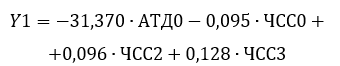 Y1 = −31,370 · АТД0 − 0,095 · ЧСС0 +
+0,096 · ЧСС2 + 0,128 · ЧСС3